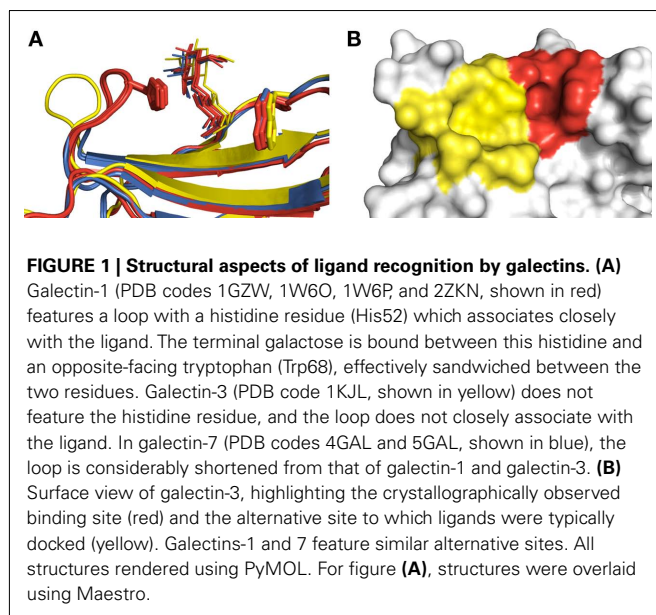 A
B
FIGURE 1 | Structural aspects of ligand recognition by galectins. (A)
Galectin-1 (PDB codes 1GZW, 1W6O, 1W6P, and 2ZKN, shown in red)
features a loop with a histidine residue (His52) which associates closely
with the ligand. The terminal galactose is bound between this histidine and
an opposite-facing tryptophan (Trp68), effectively sandwiched between the
two residues. Galectin-3 (PDB code 1KJL, shown in yellow) does not
feature the histidine residue, and the loop does not closely associate with
the ligand. In galectin-7 (PDB codes 4GAL and 5GAL, shown in blue), the
loop is considerably shortened from that of galectin-1 and galectin-3. (B)
Surface view of galectin-3, highlighting the crystallographically observed
binding site (red) and the alternative site to which ligands were typically
docked (yellow). Galectins-1 and 7 feature similar alternative sites. All
structures rendered using PyMOL. For figure (A), structures were overlaid
using Maestro.